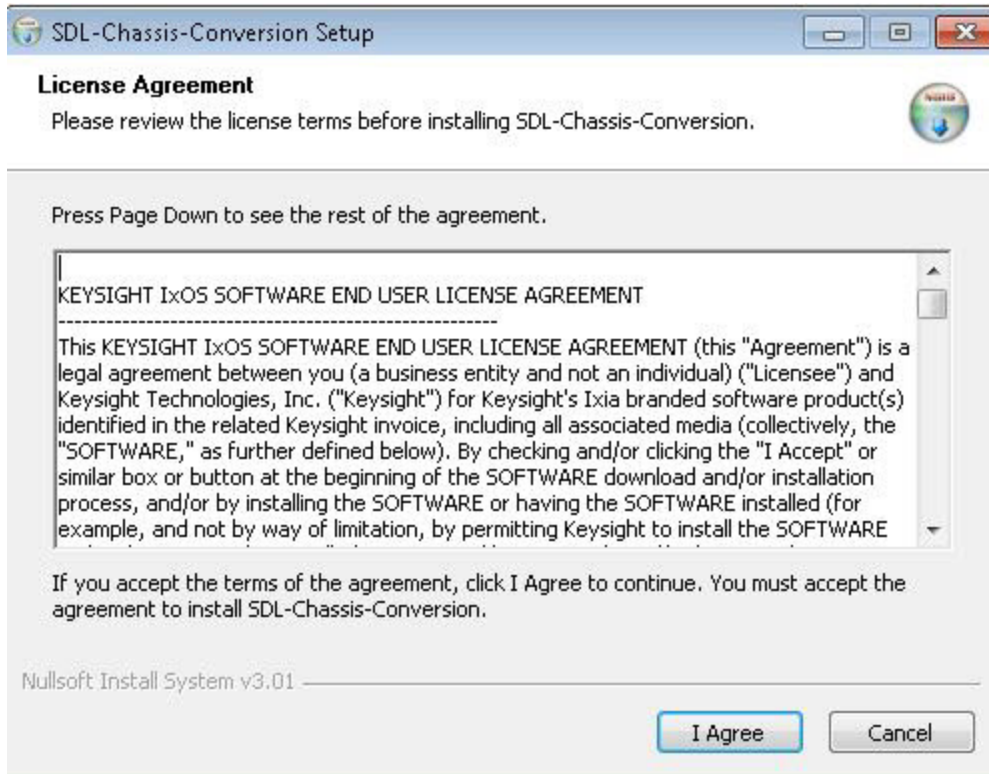 SDL-Chassis-Conversion Setup
License Agreement
Please review the license terms before installing SDL-Chassis-Conversion.
Press Page Down to see the rest of the agreement.
KEYSIGHT IxOS SOFTWARE END USER LICENSE AGREEMENT
-------------------------------------------------------
This KEYSIGHT IxOS SOFTWARE END USER LICENSE AGREEMENT (this "Agreement") is a
legal agreement between you (a business entity and not an individual) ("Licensee") and
Keysight Technologies, Inc. ("Keysight") for Keysight's Ixia branded software product(s)
identified in the related Keysight invoice, including all associated media (collectively, the
"SOFTWARE," as further defined below). By checking and/or clicking the "I Accept" or
similar box or button at the beginning of the SOFTWARE download and/or installation
process, and/or by installing the SOFTWARE or having the SOFTWARE installed (for
example, and not by way of limitation, by permitting Keysight to install the SOFTWARE
If you accept the terms of the agreement, click I Agree to continue. You must accept the
agreement to install SDL-Chassis-Conversion.
Nullsoft Install System v3.01
I Agree
Cancel